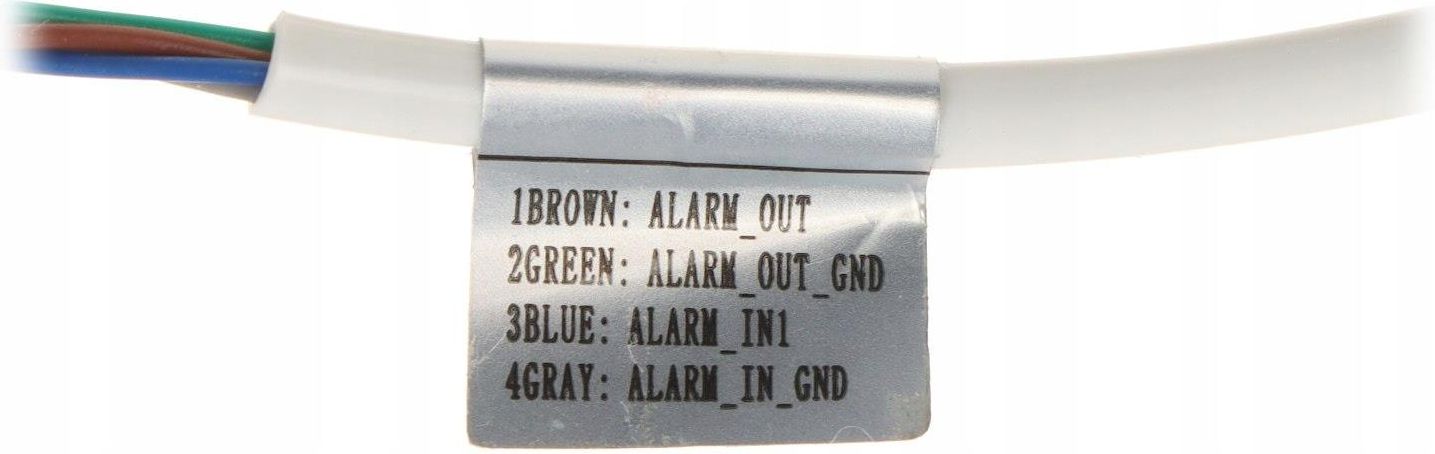 1BROWN: ALARM_OUT
2GREEN: ALARM_OUT_GND
3BLUE: ALARM_IN1
4GRAY: ALARM_IN_GND